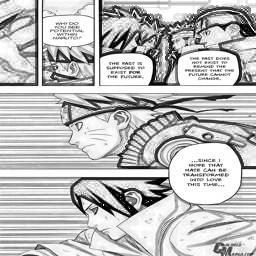 WHY DO
YOU SEE
POTENTIAL
WITHIN
NARUTO?
THE PAST IS
SUPPOSED TO
EXIST FOR
THE FUTURE.
THE PAST DOES
NOT EXIST TO
REMIND THE
PRESENT THAT THE
FUTURE CANNOT
CHANGE.
...SINCE I
HOPE THAT
HATE CAN BE
TRANSFORMED
INTO LOVE
THIS TIME...